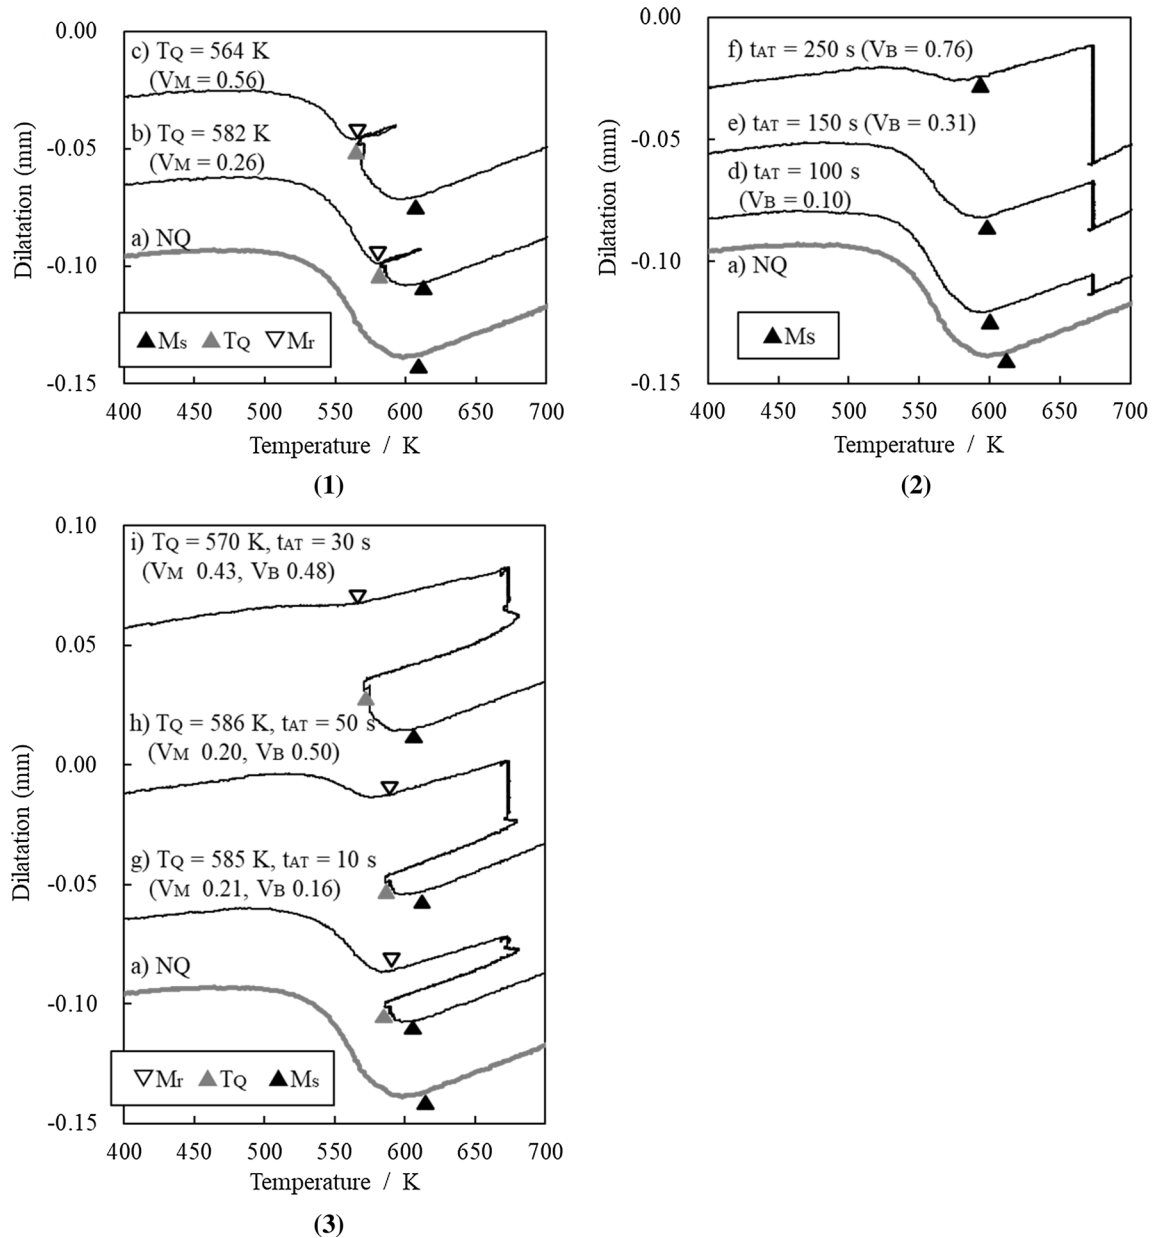 0.00
-0.05
-0.10
-0.15
Dilatation (mm)
c) TQ = 564 K
(VM = 0.56)
b) TQ = 582 K
(VM = 0.26)
a) NQ
Ms TQ Mr
400 450 500 550 600 650 700
Temperature / K
(1)
0.00
-0.05
-0.10
-0.15
Dilatation (mm)
f) tAT = 250 s (VB = 0.76)
e) tAT = 150 s (VB = 0.31)
d) tAT = 100 s
(VB = 0.10)
a) NQ
Ms
400 450 500 550 600 650 700
Temperature / K
(2)
0.10
0.05
0.00
-0.05
-0.10
-0.15
Dilatation (mm)
i) TQ = 570 K, tAT = 30 s
(VM 0.43, VB 0.48)
h) TQ = 586 K, tAT = 50 s
(VM 0.20, VB 0.50)
g) TQ = 585 K, tAT = 10 s
(VM 0.21, VB 0.16)
a) NQ
Mr TQ Ms
400 450 500 550 600 650 700
Temperature / K
(3)